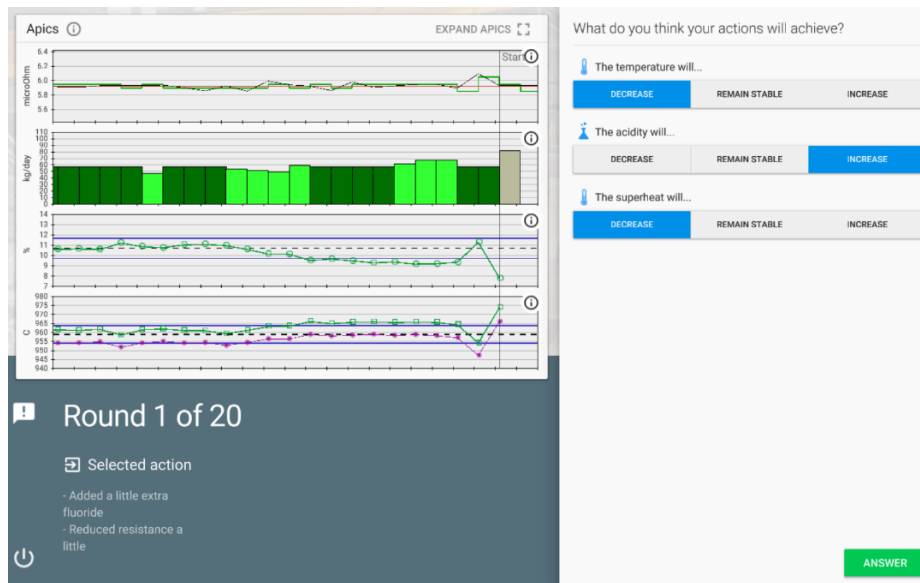 Apics
EXPAND APICS
Start
microOhm
6.4
6.2
6.0
5.8
5.6
kg/day
110
100
90
80
70
60
50
40
30
20
10
0
%
14
13
12
11
10
9
8
7
C
980
975
970
965
960
955
950
945
940
Round 1 of 20
Selected action
- Added a little extra
fluoride
- Reduced resistance a
little
What do you think your actions will achieve?
The temperature will...
DECREASE REMAIN STABLE INCREASE
The acidity will...
DECREASE REMAIN STABLE INCREASE
The superheat will...
DECREASE REMAIN STABLE INCREASE
ANSWER